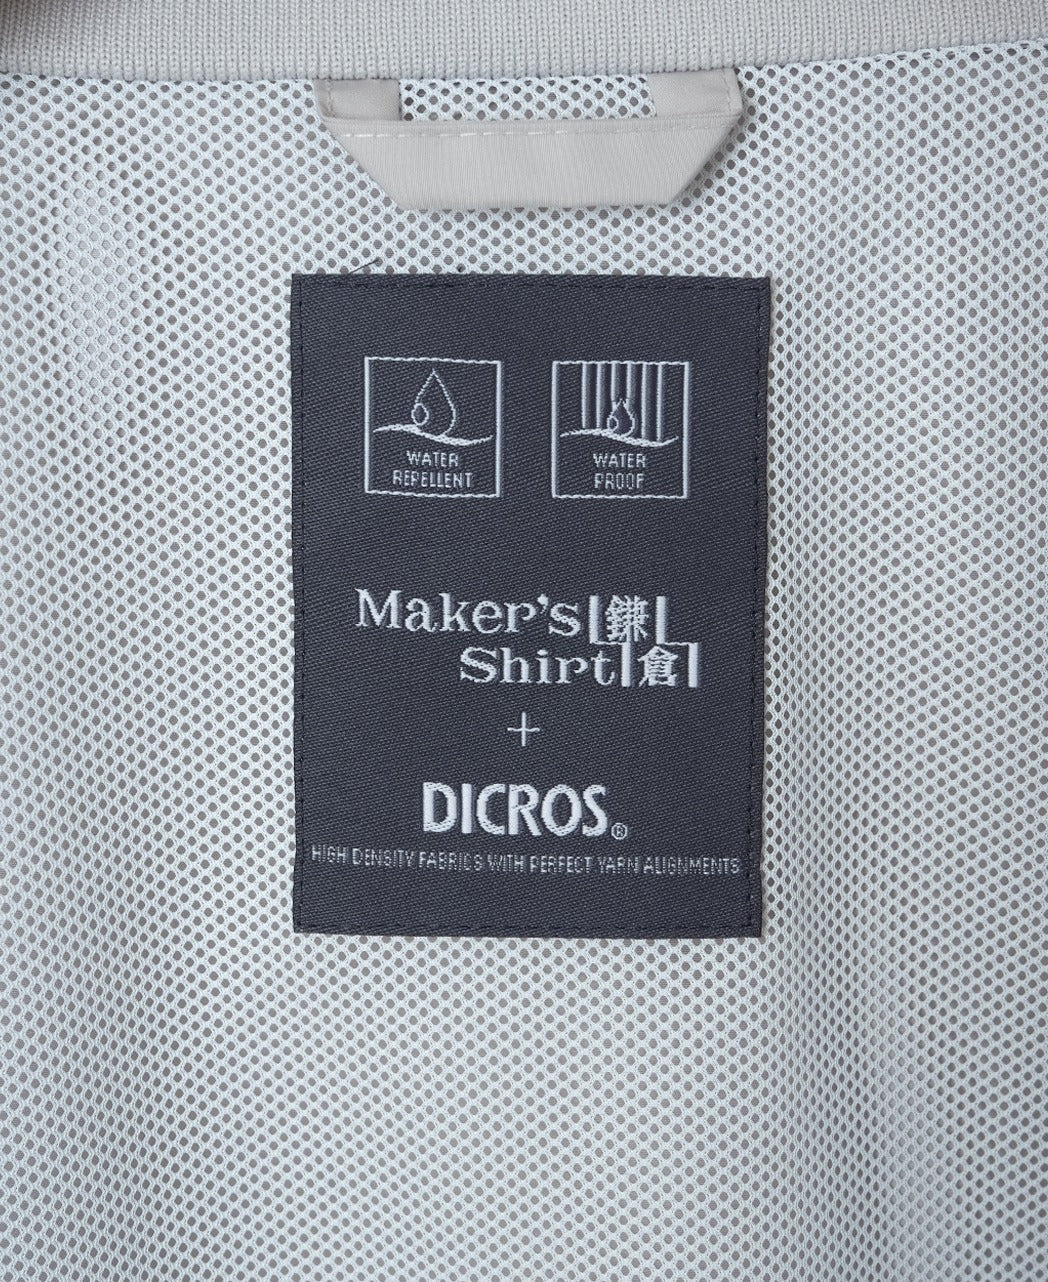 WATER
REPELLENT
WATER
PROOF
Maker's 鎌
Shirt 倉
+
DICROS®
HIGH DENSITY FABRICS WITH PERFECT YARN ALIGNMENTS